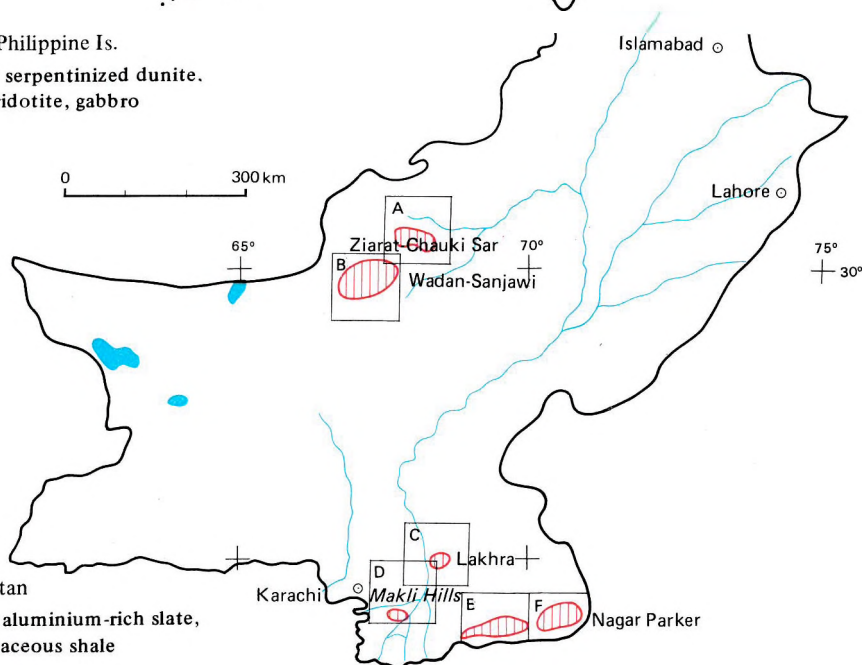 Philippine Is.
serpentinized dunite,
idotite, gabbro
Islamabad
0 300 km
Lahore
A
Ziarat-Chauki Sar
65° 70° 75°
30°
B
Wadan-Sanjawi
C
Lakhra
D
Karachi
Makli Hills
E F
Nagar Parker
tan
aluminium-rich slate,
aceous shale